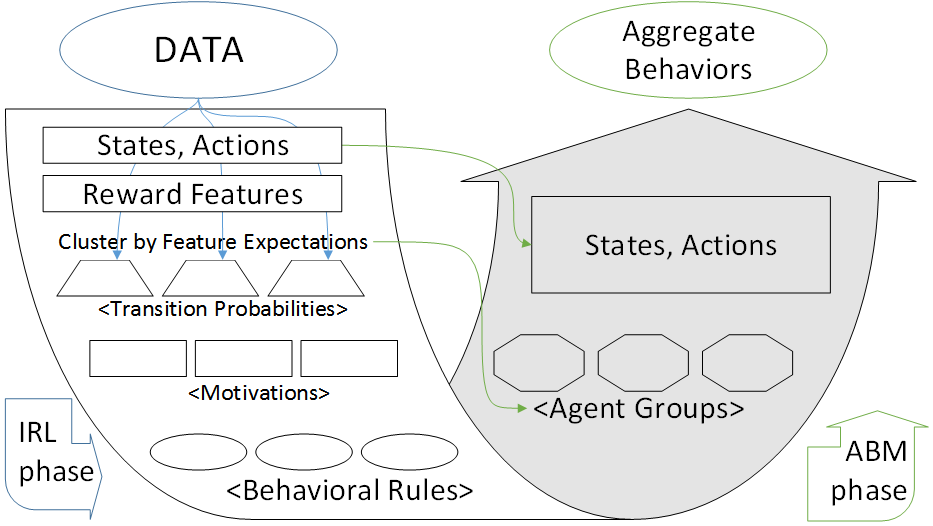 DATA
States, Actions
Reward Features
Cluster by Feature Expectations
<Transition Probabilities>
<Motivations>
<Behavioral Rules>
IRL
phase
Aggregate
Behaviors
States, Actions
<Agent Groups>
ABM
phase